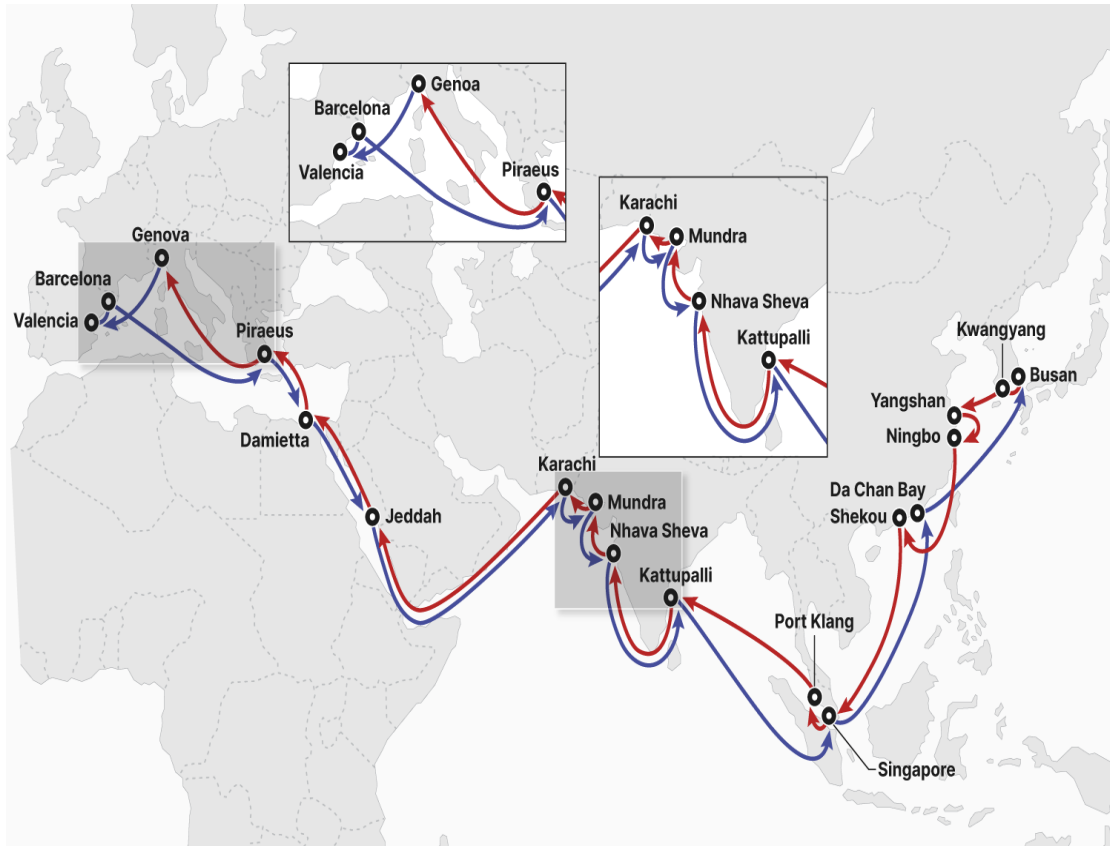 Genoa
Barcelona
Valencia
Piraeus
Karachi
Mundra
Nhava Sheva
Kattupalli
Genova
Barcelona
Valencia
Piraeus
Damietta
Jeddah
Karachi
Mundra
Nhava Sheva
Kattupalli
Kwangyang
Busan
Yangshan
Ningbo
Da Chan Bay
Shekou
Port Klang
Singapore